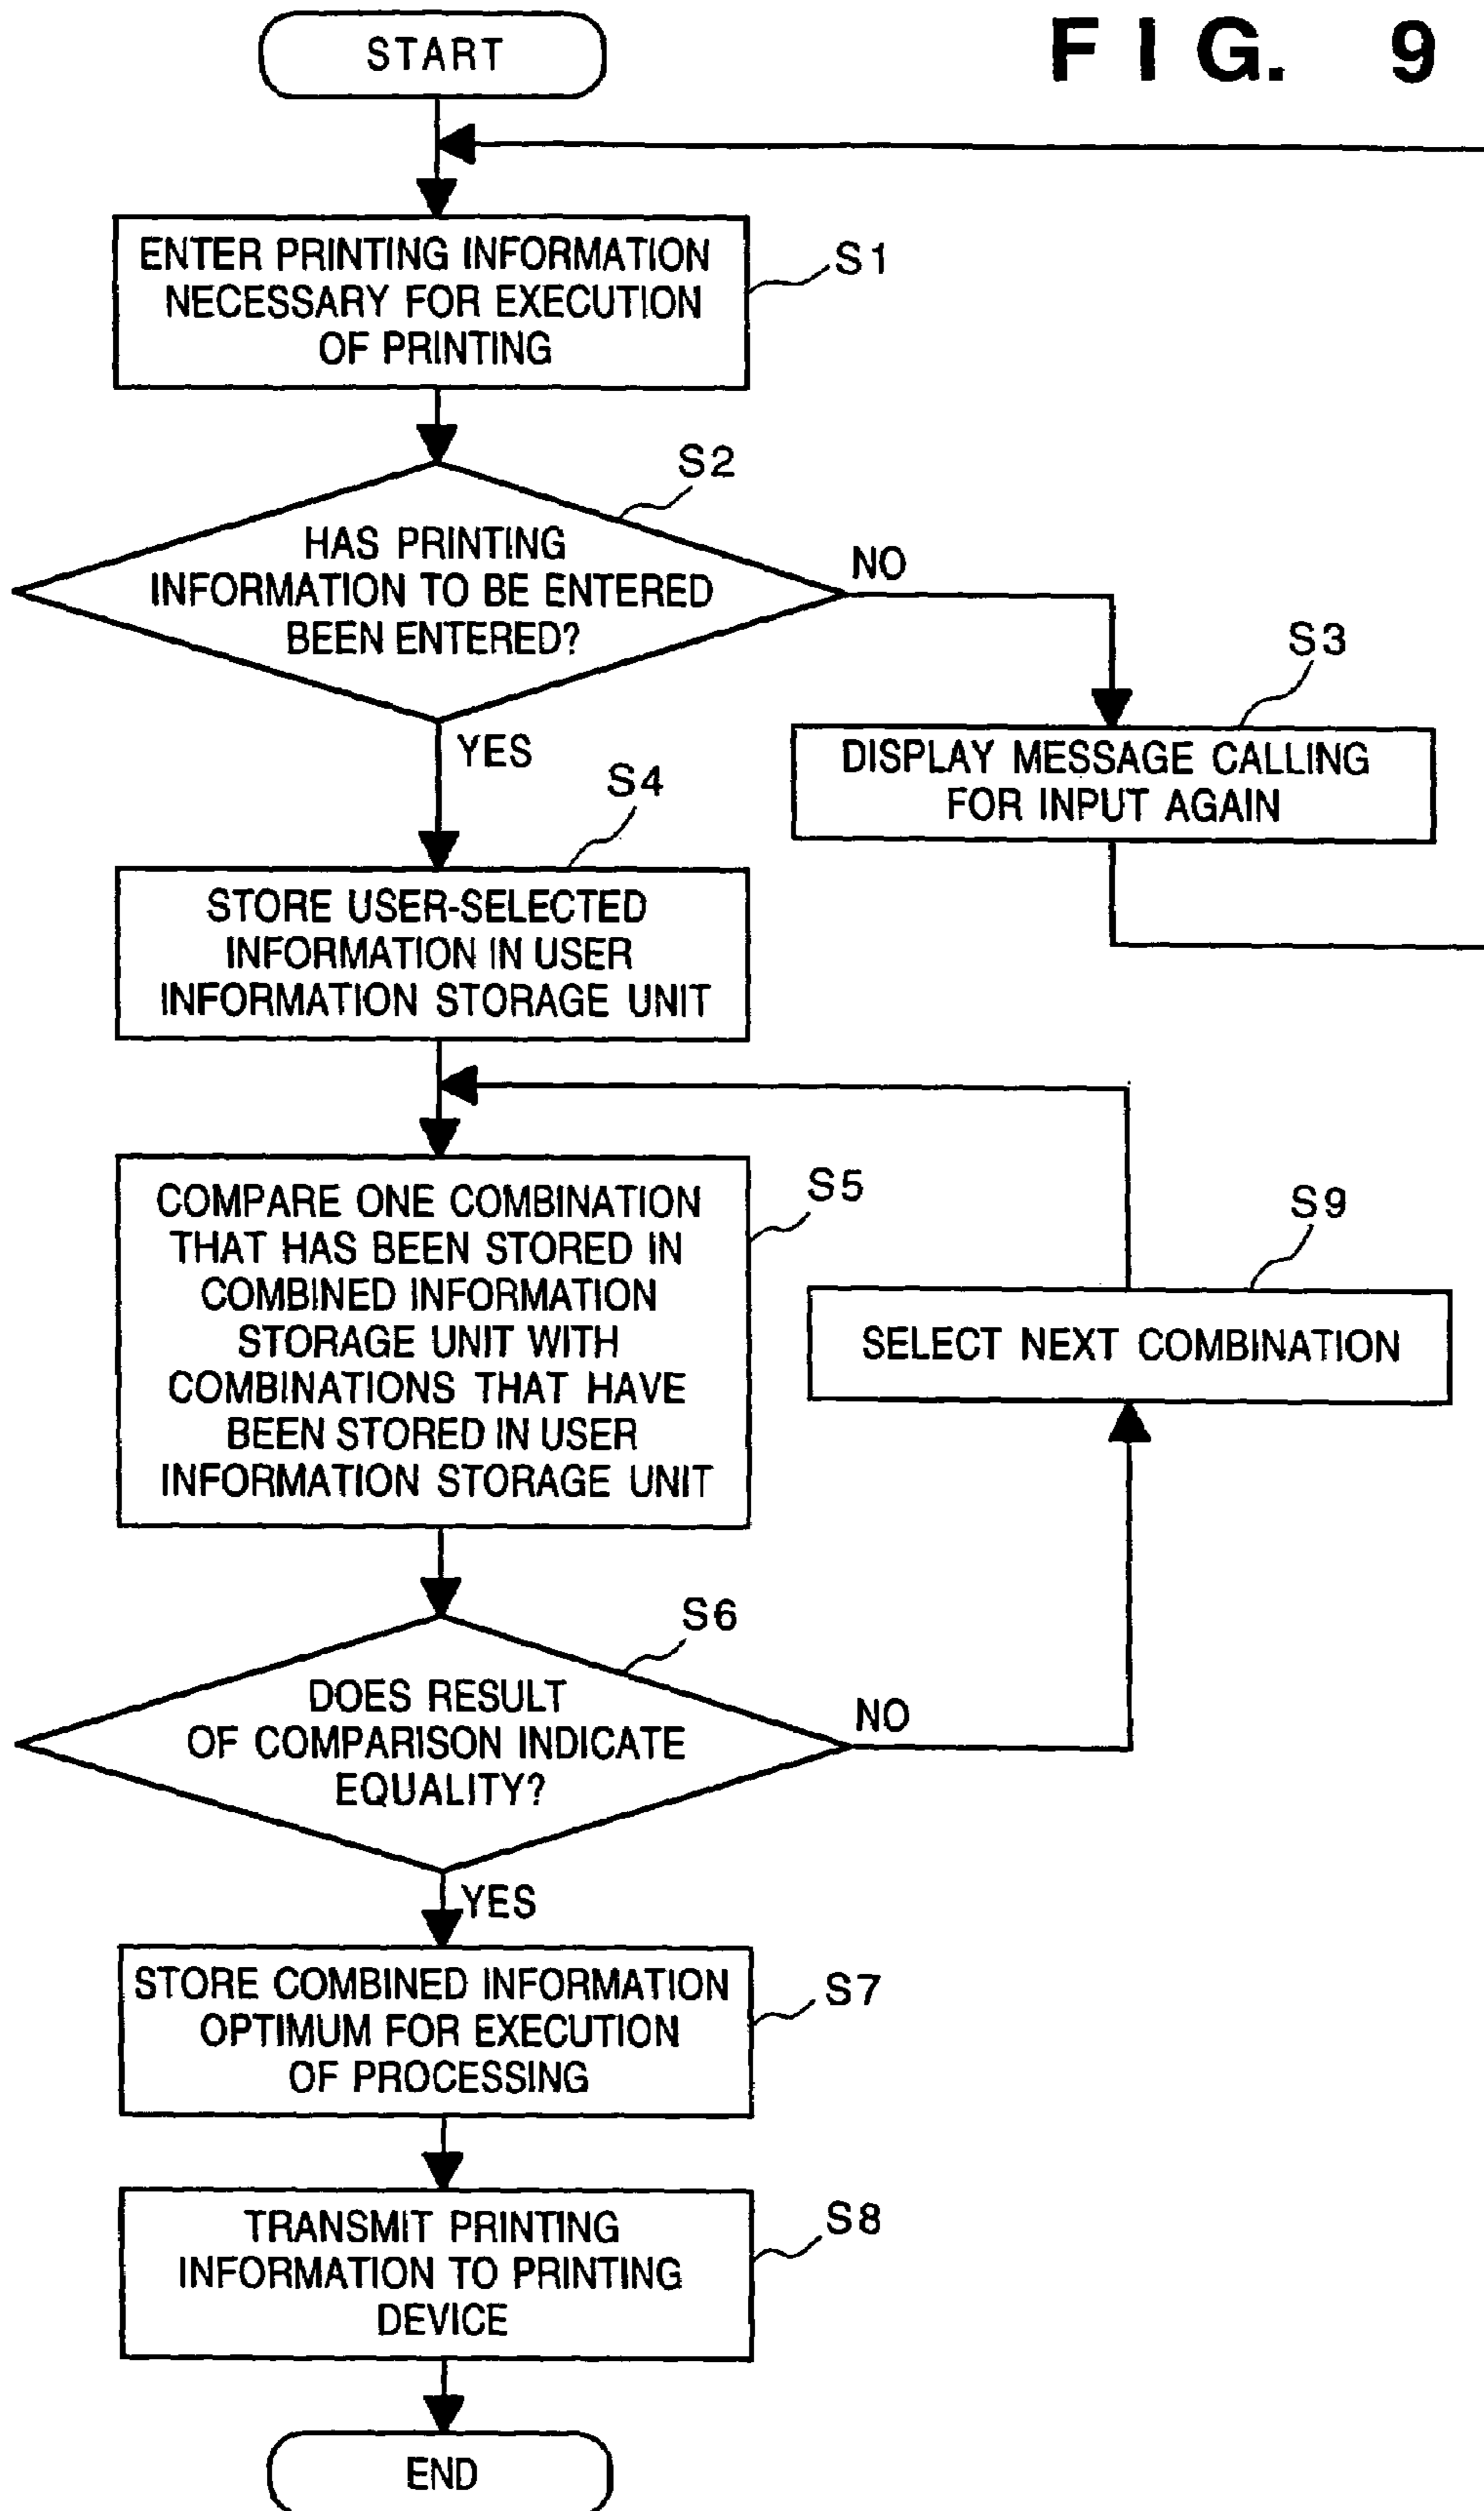 START
FIG. 9
ENTER PRINTING INFORMATION
NECESSARY FOR EXECUTION
OF PRINTING
S1
S2
HAS PRINTING
INFORMATION TO BE ENTERED
BEEN ENTERED?
NO
YES
S3
DISPLAY MESSAGE CALLING
FOR INPUT AGAIN
S4
STORE USER-SELECTED
INFORMATION IN USER
INFORMATION STORAGE UNIT
S5
COMPARE ONE COMBINATION
THAT HAS BEEN STORED IN
COMBINED INFORMATION
STORAGE UNIT WITH
COMBINATIONS THAT HAVE
BEEN STORED IN USER
INFORMATION STORAGE UNIT
S9
SELECT NEXT COMBINATION
S6
DOES RESULT
OF COMPARISON INDICATE
EQUALITY?
NO
YES
STORE COMBINED INFORMATION
OPTIMUM FOR EXECUTION
OF PROCESSING
S7
TRANSMIT PRINTING
INFORMATION TO PRINTING
DEVICE
S8
END